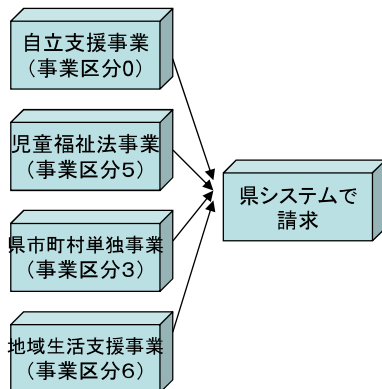 自立支援事業
（事業区分0）
児童福祉法事業
（事業区分5）
県市町村単独事業
（事業区分3）
地域生活支援事業
（事業区分6）
県システムで
請求